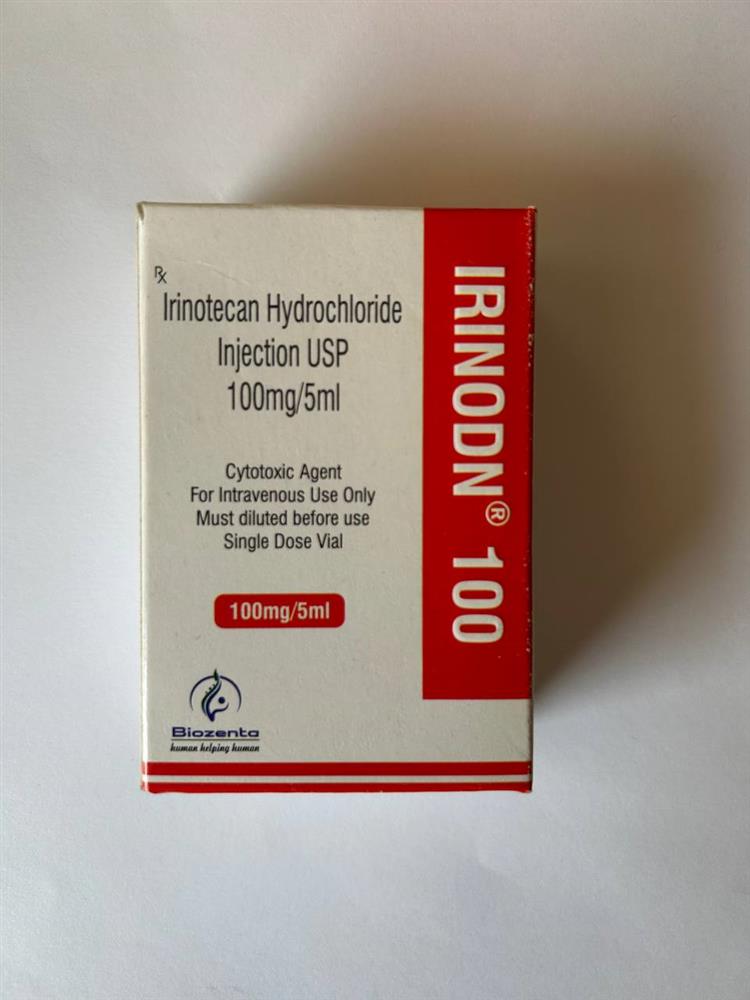 Rx
Irinotecan Hydrochloride
Injection USP
100mg/5ml
Cytotoxic Agent
For Intravenous Use Only
Must diluted before use
Single Dose Vial
100mg/5ml
Biozenta
human helping human
IRINODN® 100